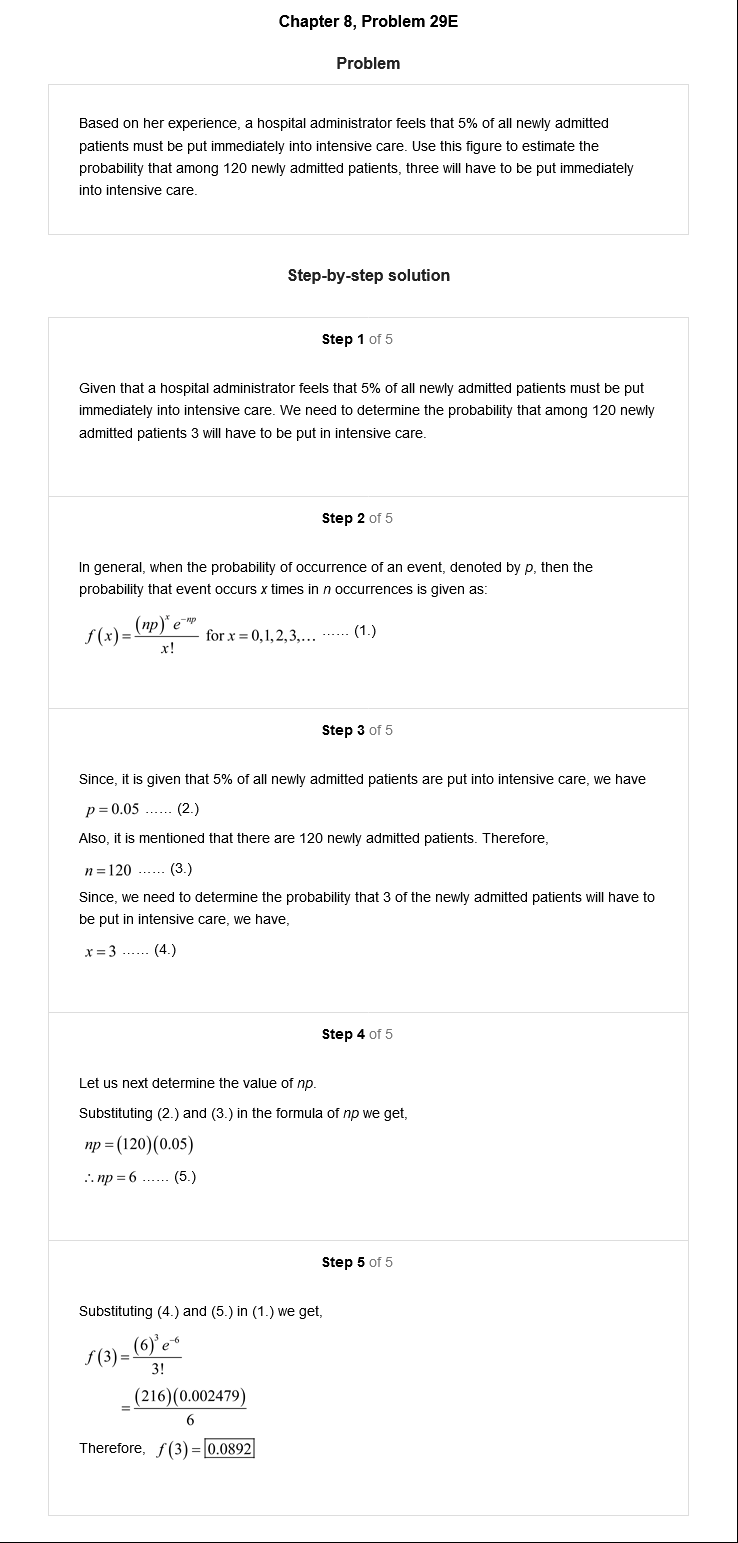 Chapter 8, Problem 29E
Problem
Based on her experience, a hospital administrator feels that 5% of all newly admitted
patients must be put immediately into intensive care. Use this figure to estimate the
probability that among 120 newly admitted patients, three will have to be put immediately
into intensive care.
Step-by-step solution
Step 1 of 5
Given that a hospital administrator feels that 5% of all newly admitted patients must be put
immediately into intensive care. We need to determine the probability that among 120 newly
admitted patients 3 will have to be put in intensive care.
Step 2 of 5
In general, when the probability of occurrence of an event, denoted by p, then the
probability that event occurs x times in n occurrences is given as:
f(x) = (np)^x e^{-np} / x! for x = 0,1,2,3,... ...... (1.)
Step 3 of 5
Since, it is given that 5% of all newly admitted patients are put into intensive care, we have
p = 0.05 ...... (2.)
Also, it is mentioned that there are 120 newly admitted patients. Therefore,
n = 120 ...... (3.)
Since, we need to determine the probability that 3 of the newly admitted patients will have to
be put in intensive care, we have,
x = 3 ...... (4.)
Step 4 of 5
Let us next determine the value of np.
Substituting (2.) and (3.) in the formula of np we get,
np = (120)(0.05)
∴ np = 6 ...... (5.)
Step 5 of 5
Substituting (4.) and (5.) in (1.) we get,
f(3) = (6)^3 e^{-6} / 3!
= (216)(0.002479) / 6
Therefore, f(3) = 0.0892